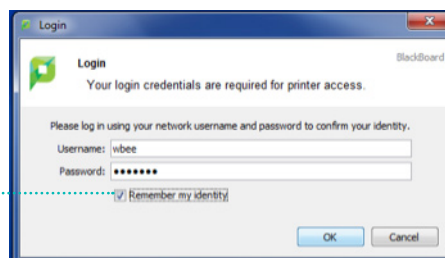 Login
Login
BlackBoard
Your login credentials are required for printer access.
Please log in using your network username and password to confirm your identity.
Username: wbee
Password: •••••••
Remember my identity
OK Cancel